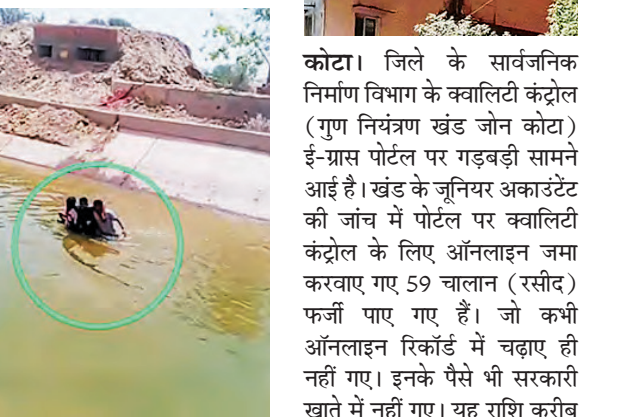 कोटा। जिले के सार्वजनिक
निर्माण विभाग के क्वालिटी कंट्रोल
(गुण नियंत्रण खंड जोन कोटा)
ई-ग्रास पोर्टल पर गड़बड़ी सामने
आई है। खंड के जूनियर अकाउंटेंट
की जांच में पोर्टल पर क्वालिटी
कंट्रोल के लिए ऑनलाइन जमा
करवाए गए 59 चालान (रसीद)
फर्जी पाए गए हैं। जो कभी
ऑनलाइन रिकॉर्ड में चढ़ाए ही
नहीं गए। इनके पैसे भी सरकारी
खाते में नहीं गए। यह राशि करीब